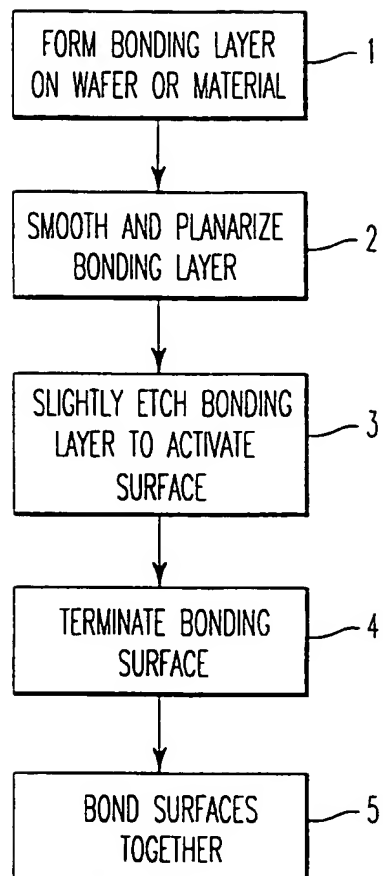 FORM BONDING LAYER
ON WAFER OR MATERIAL
1
SMOOTH AND PLANARIZE
BONDING LAYER
2
SLIGHTLY ETCH BONDING
LAYER TO ACTIVATE
SURFACE
3
TERMINATE BONDING
SURFACE
4
BOND SURFACES
TOGETHER
5